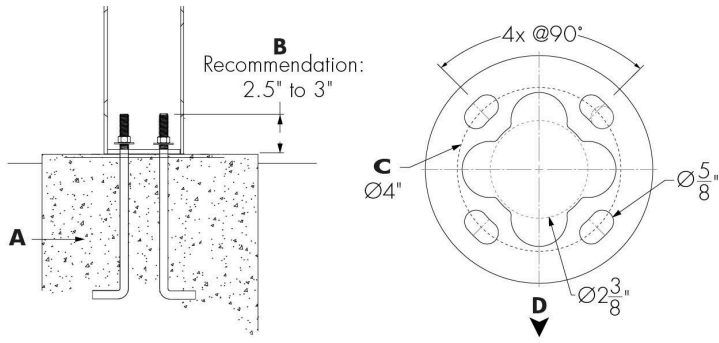 B
Recommendation:
2.5" to 3"
A
4x @90°
C
Ø4"
Ø5/8"
Ø2 3/8"
D